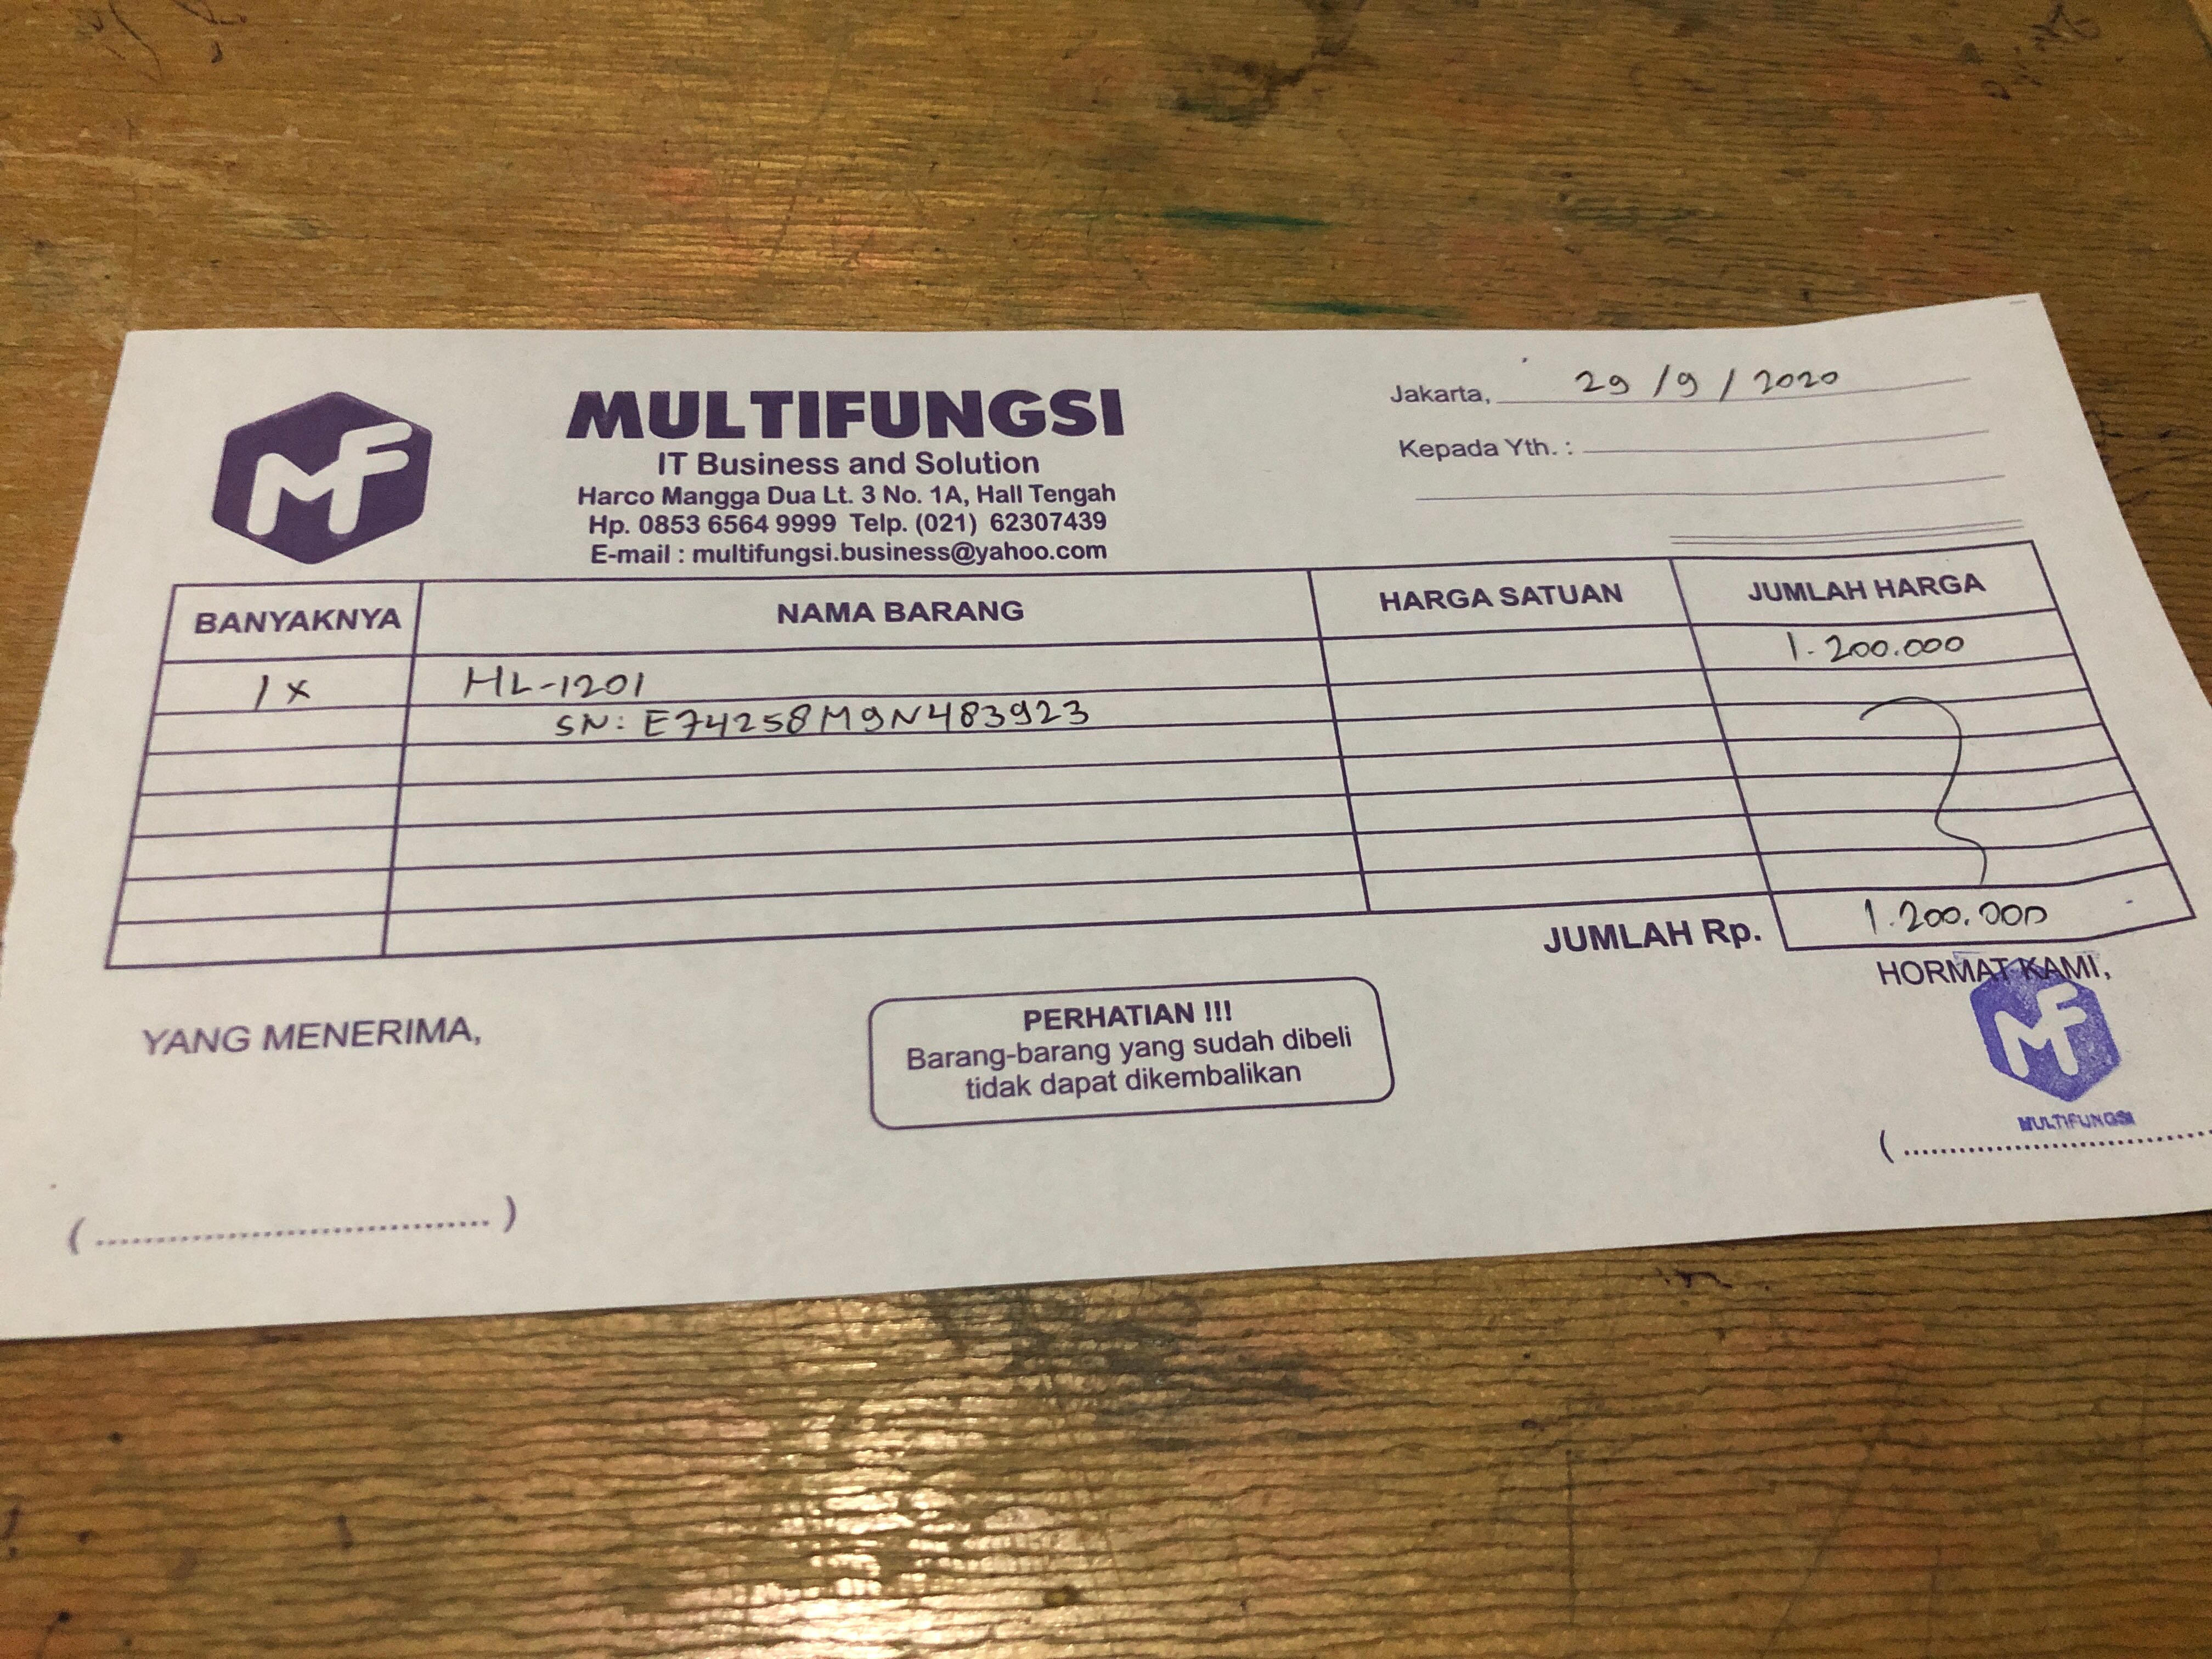 MF
MULTIFUNGSI
IT Business and Solution
Harco Mangga Dua Lt. 3 No. 1A, Hall Tengah
Hp. 0853 6564 9999 Telp. (021) 62307439
E-mail : multifungsi.business@yahoo.com
Jakarta, 29/9/2020
Kepada Yth. :
BANYAKNYA NAMA BARANG HARGA SATUAN JUMLAH HARGA
1x HL-1201 1.200.000
SN: E74258M9N483923
JUMLAH Rp. 1.200.000
YANG MENERIMA,
PERHATIAN !!!
Barang-barang yang sudah dibeli
tidak dapat dikembalikan
HORMAT KAMI,
MF
MULTIFUNGSI
(........................................)
(........................................